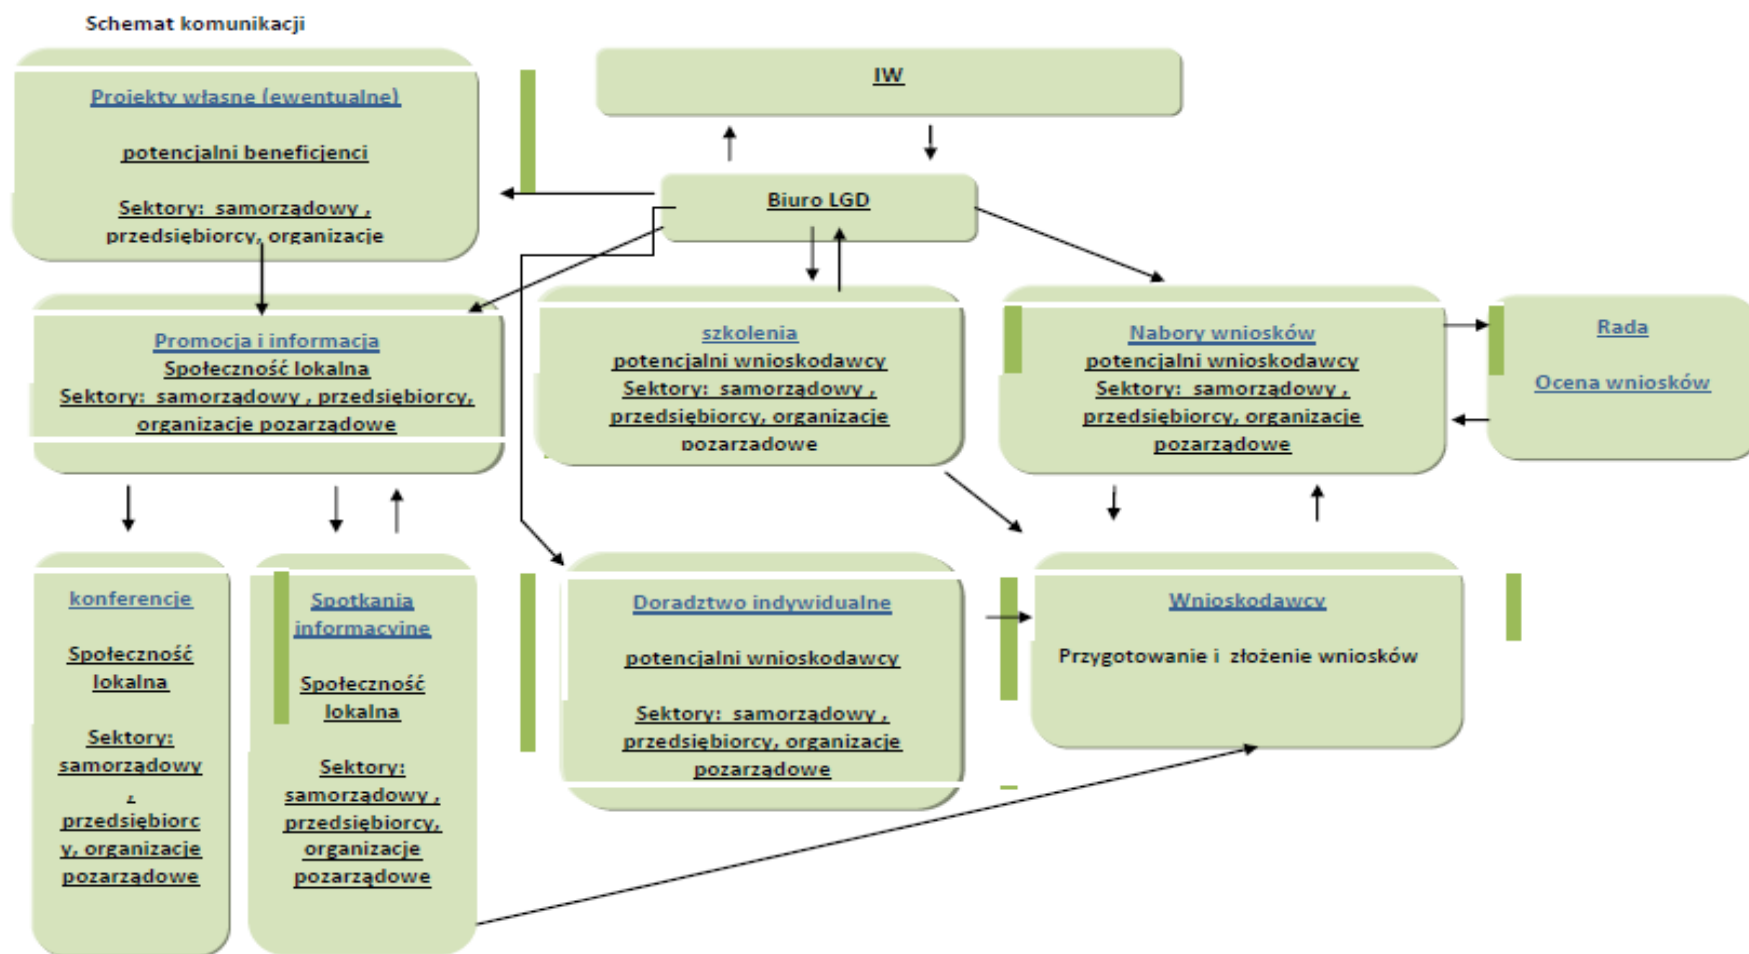 Schemat komunikacji
Projekty własne (ewentualne)
potencjalni beneficjenci
Sektory: samorządowy ,
przedsiębiorcy, organizacje
IW
Biuro LGD
Promocja i informacja
Społeczność lokalna
Sektory: samorządowy , przedsiębiorcy,
organizacje pozarządowe
szkolenia
potencjalni wnioskodawcy
Sektory: samorządowy ,
przedsiębiorcy, organizacje
pozarządowe
Nabory wniosków
potencjalni wnioskodawcy
Sektory: samorządowy ,
przedsiębiorcy, organizacje
pozarządowe
Rada
Ocena wniosków
konferencje
Społeczność
lokalna
Sektory:
samorządowy
,
przedsiębiorc
y, organizacje
pozarządowe
Spotkania
informacyjne
Społeczność
lokalna
Sektory:
samorządowy ,
przedsiębiorcy,
organizacje
pozarządowe
Doradztwo indywidualne
potencjalni wnioskodawcy
Sektory: samorządowy ,
przedsiębiorcy, organizacje
pozarządowe
Wnioskodawcy
Przygotowanie i złożenie wniosków